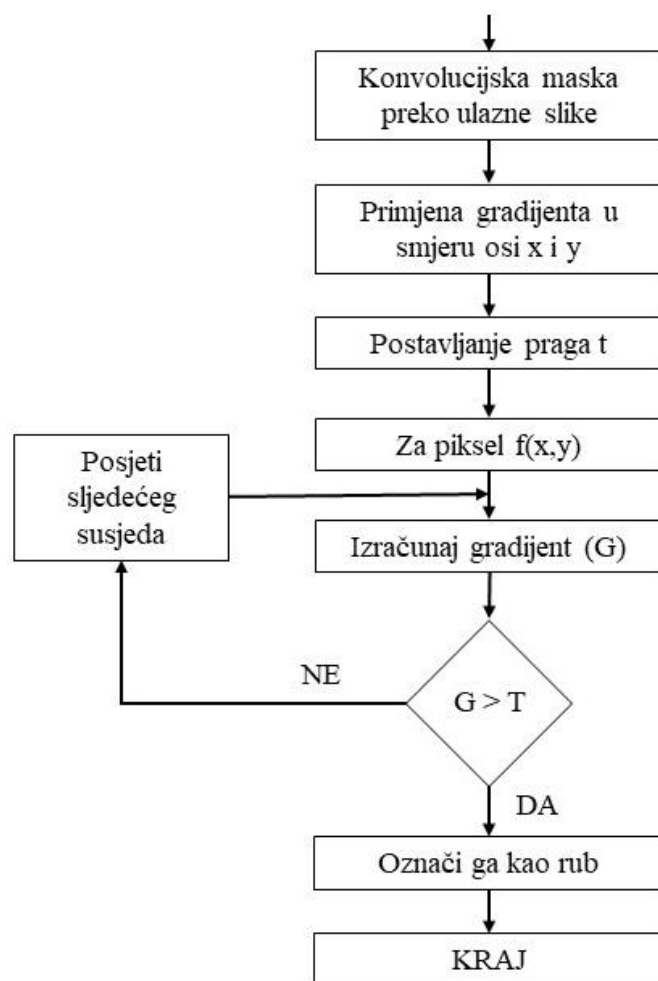 Konvolucijska maska
preko ulazne slike
Primjena gradijenta u
smjeru osi x i y
Postavljanje praga t
Za piksel f(x,y)
Posjeti
sljedećeg
susjeda
Izračunaj gradijent (G)
NE
G > T
DA
Označi ga kao rub
KRAJ